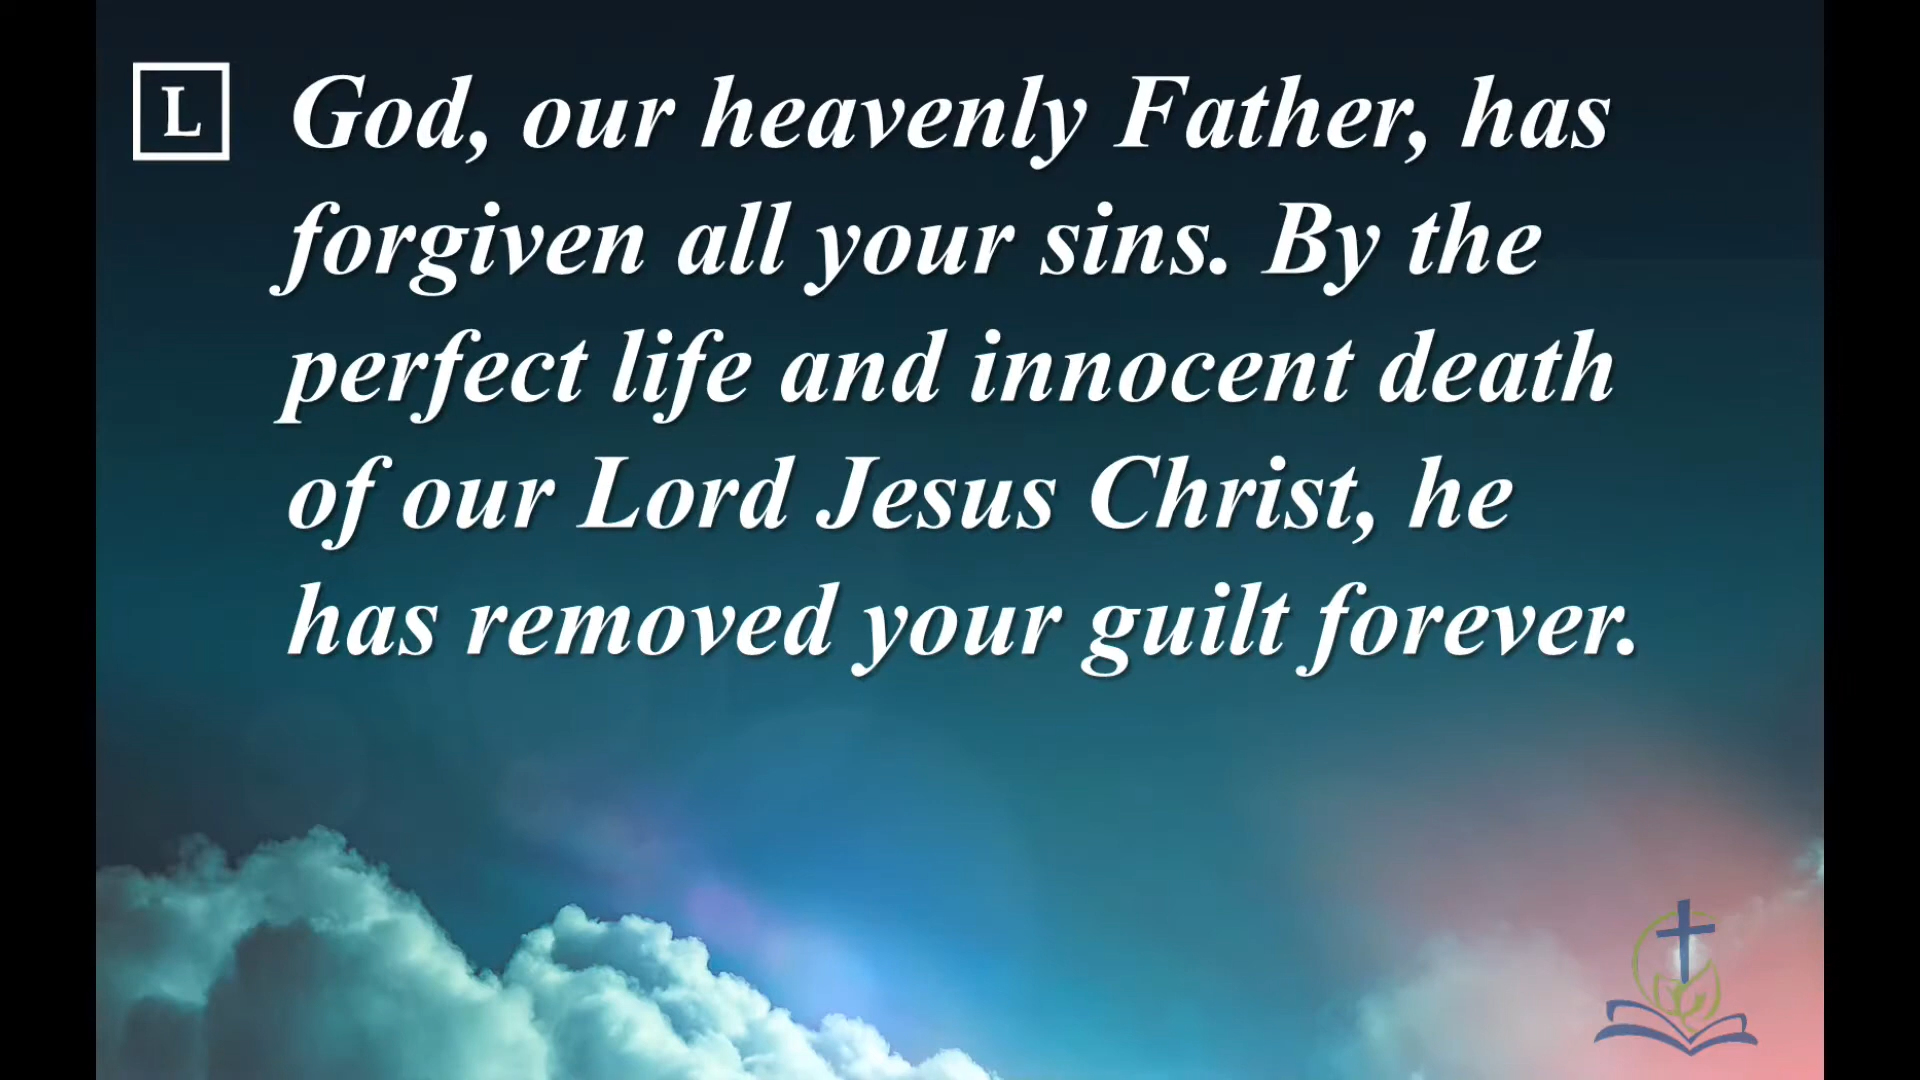 L God, our heavenly Father, has
forgiven all your sins. By the
perfect life and innocent death
of our Lord Jesus Christ, he
has removed your guilt forever.